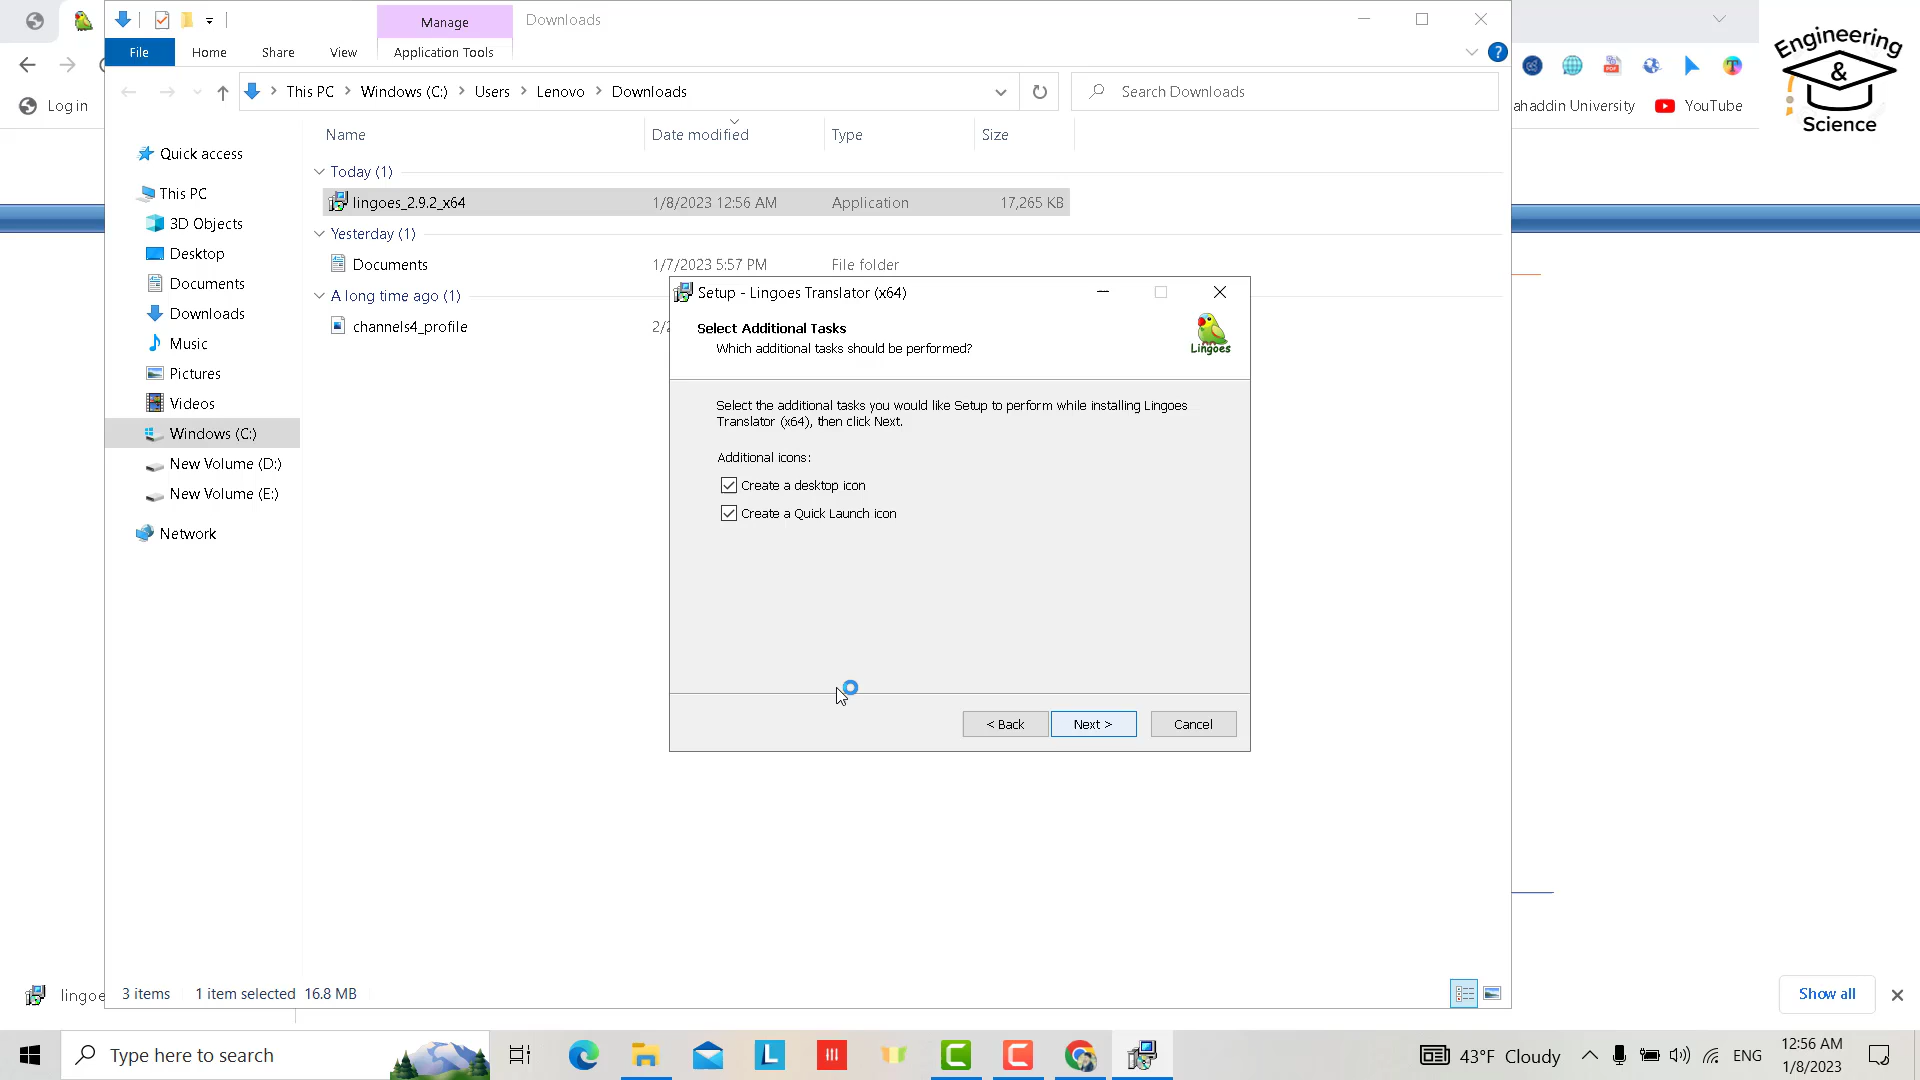 Manage
Downloads
File
Home
Share
View
Application Tools
?
This PC
Windows (C:)
Users
Lenovo
Downloads
Search Downloads
Log in
ahaddin University
YouTube
Engineering
&
Science
Name
Date modified
Type
Size
Quick access
This PC
3D Objects
Desktop
Documents
Downloads
Music
Pictures
Videos
Windows (C:)
New Volume (D:)
New Volume (E:)
Network
Today (1)
lingoes_2.9.2_x64
1/8/2023 12:56 AM
Application
17,265 KB
Yesterday (1)
Documents
1/7/2023 5:57 PM
File folder
A long time ago (1)
channels4_profile
2/2
Setup - Lingoes Translator (x64)
Select Additional Tasks
Which additional tasks should be performed?
Lingoes
Select the additional tasks you would like Setup to perform while installing Lingoes
Translator (x64), then click Next.
Additional icons:
Create a desktop icon
Create a Quick Launch icon
< Back
Next >
Cancel
lingoe
3 items
1 item selected
16.8 MB
Show all
Type here to search
L
43°F
Cloudy
ENG
12:56 AM
1/8/2023